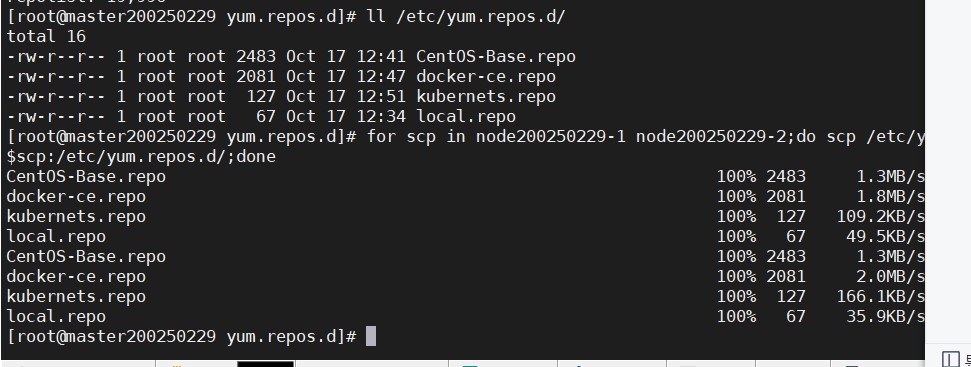 [root@master200250229 yum.repos.d]# ll /etc/yum.repos.d/
total 16
-rw-r--r-- 1 root root 2483 Oct 17 12:41 CentOS-Base.repo
-rw-r--r-- 1 root root 2081 Oct 17 12:47 docker-ce.repo
-rw-r--r-- 1 root root  127 Oct 17 12:51 kubernets.repo
-rw-r--r-- 1 root root   67 Oct 17 12:34 local.repo
[root@master200250229 yum.repos.d]# for scp in node200250229-1 node200250229-2;do scp /etc/y
$scp:/etc/yum.repos.d/;done
CentOS-Base.repo 100% 2483 1.3MB/s
docker-ce.repo 100% 2081 1.8MB/s
kubernets.repo 100% 127 109.2KB/s
local.repo 100% 67 49.5KB/s
CentOS-Base.repo 100% 2483 1.3MB/s
docker-ce.repo 100% 2081 2.0MB/s
kubernets.repo 100% 127 166.1KB/s
local.repo 100% 67 35.9KB/s
[root@master200250229 yum.repos.d]#